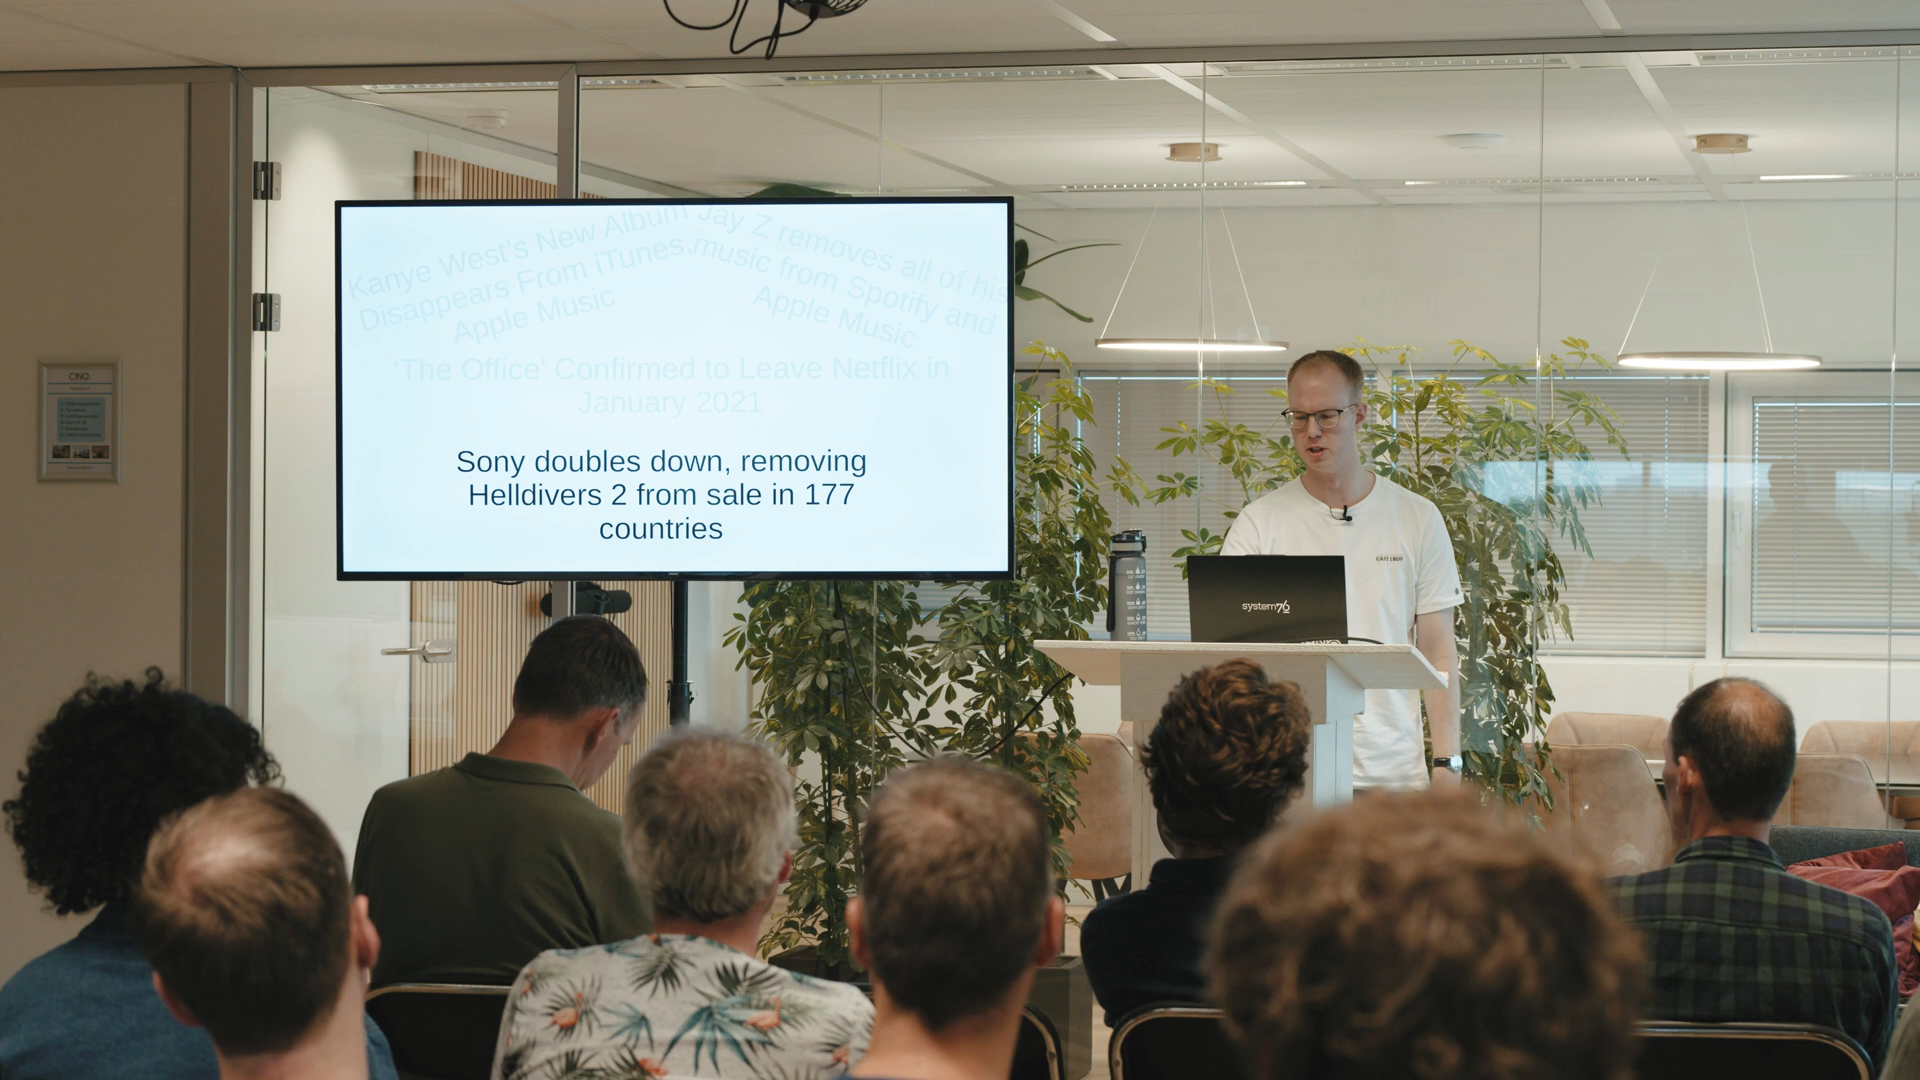 Kanye West's New Album
Disappears From iTunes,
Apple Music
Jay Z removes all of his
music from Spotify and
Apple Music
'The Office' Confirmed to Leave Netflix in
January 2021
Sony doubles down, removing
Helldivers 2 from sale in 177
countries
system76
CINQ